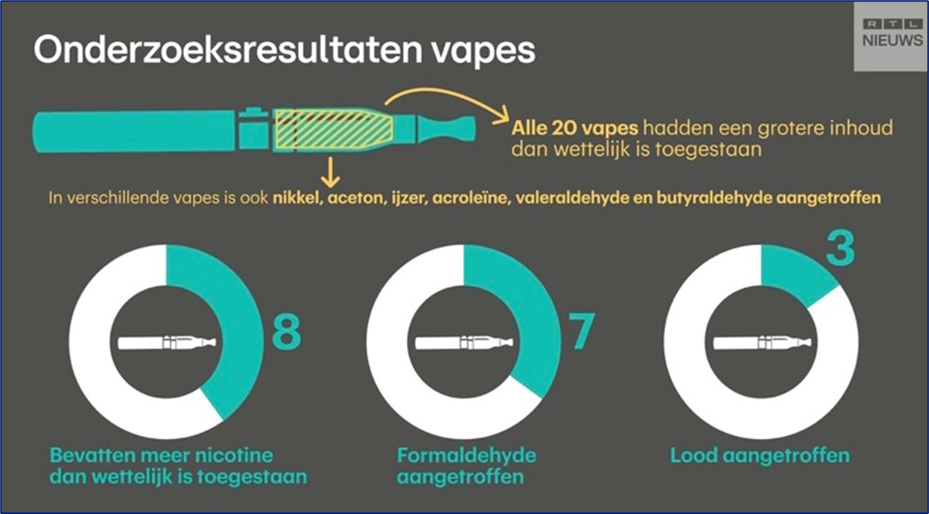 Onderzoeksresultaten vapes
RTL
NIEUWS
Alle 20 vapes hadden een grotere inhoud
dan wettelijk is toegestaan
In verschillende vapes is ook nikkel, aceton, ijzer, acroleïne, valeraldehyde en butyraldehyde aangetroffen
8
Bevatten meer nicotine
dan wettelijk is toegestaan
7
Formaldehyde
aangetroffen
3
Lood aangetroffen